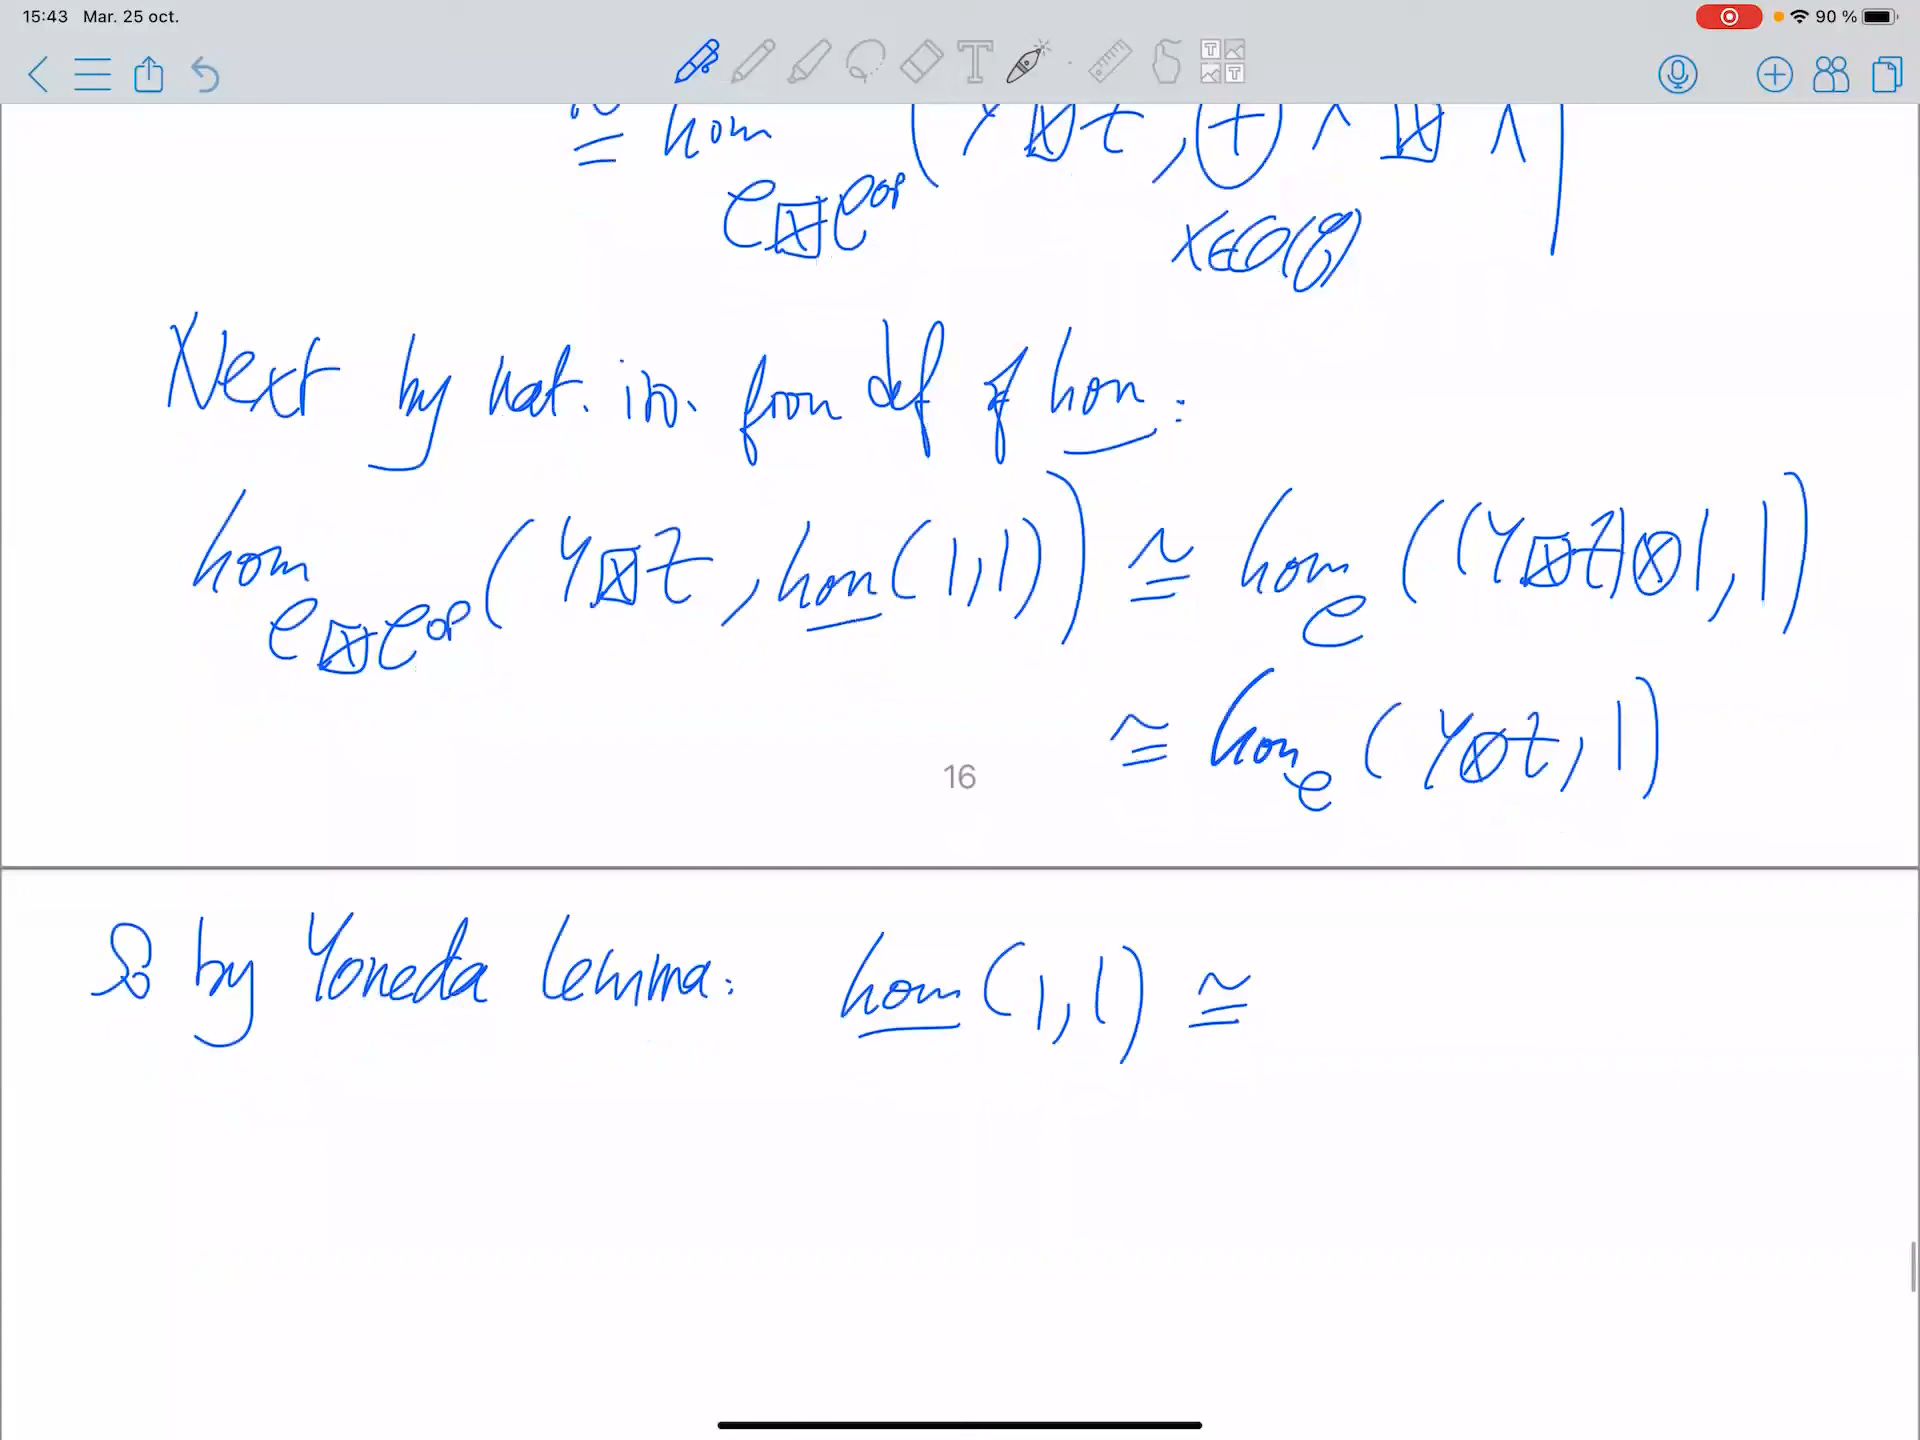 15:43 Mar. 25 oct. 90 %
≅ hom_{C⊠C^{op}} (Y⊠Z, ⊕_{X∈O(C)}
Next by nat. iso. from def of hom:
hom_{C⊠C^{op}}(Y⊠Z, hom(1,1)) ≅ hom_C((Y⊠Z)⊗1, 1)
≅ hom_C(Y⊗Z, 1)
16
So by Yoneda Lemma: hom(1,1) ≅